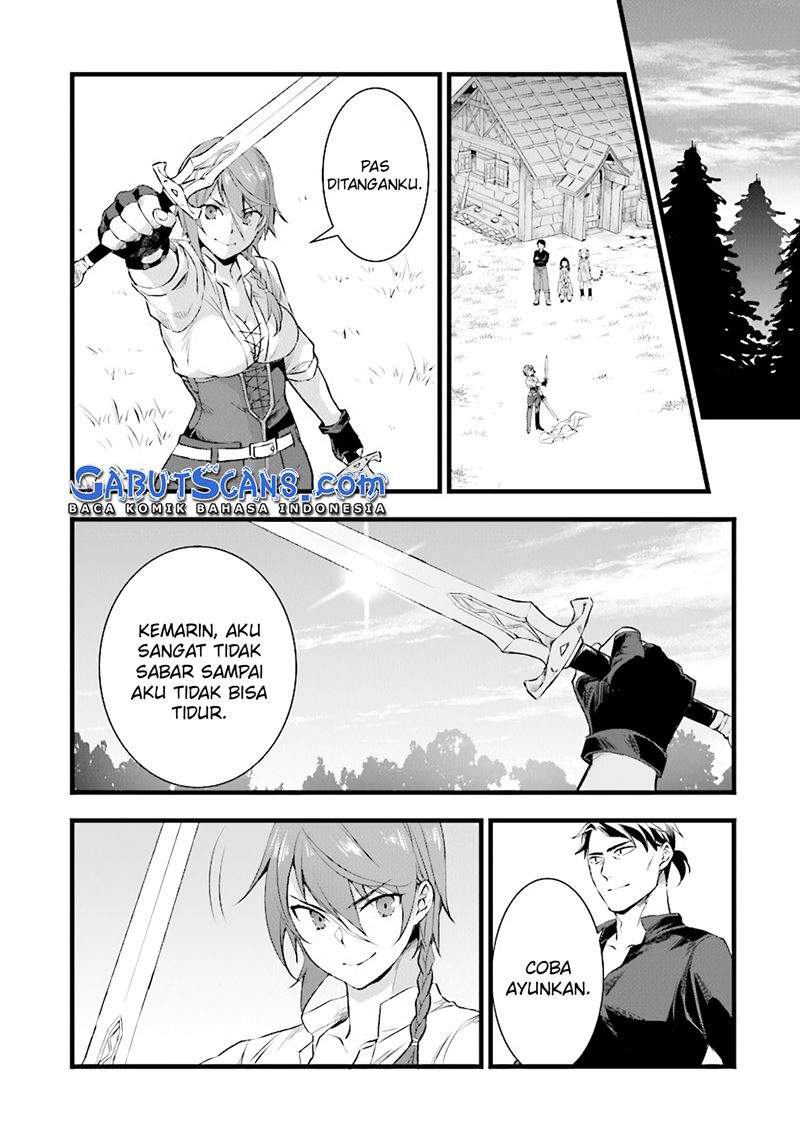 PAS
DITANGANKU.
GABUTSCANS.com
BACA KOMIK BAHASA INDONESIA
KEMARIN, AKU
SANGAT TIDAK
SABAR SAMPAI
AKU TIDAK BISA
TIDUR.
COBA
AYUNKAN.